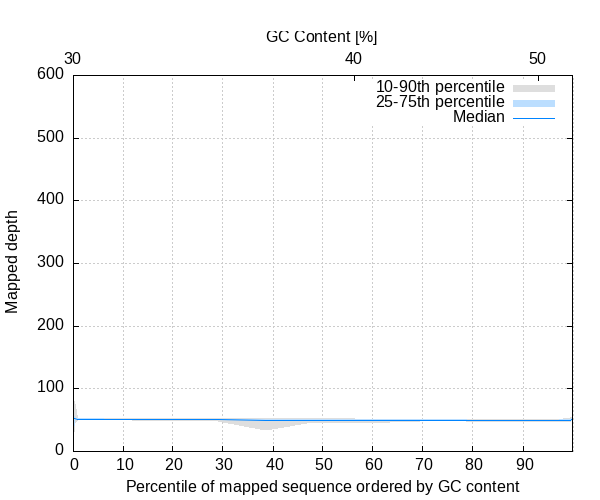 GC Content [%]
30 40 50
600
10-90th percentile
25-75th percentile
Median
500
400
300
200
100
0
Mapped depth
0 10 20 30 40 50 60 70 80 90
Percentile of mapped sequence ordered by GC content